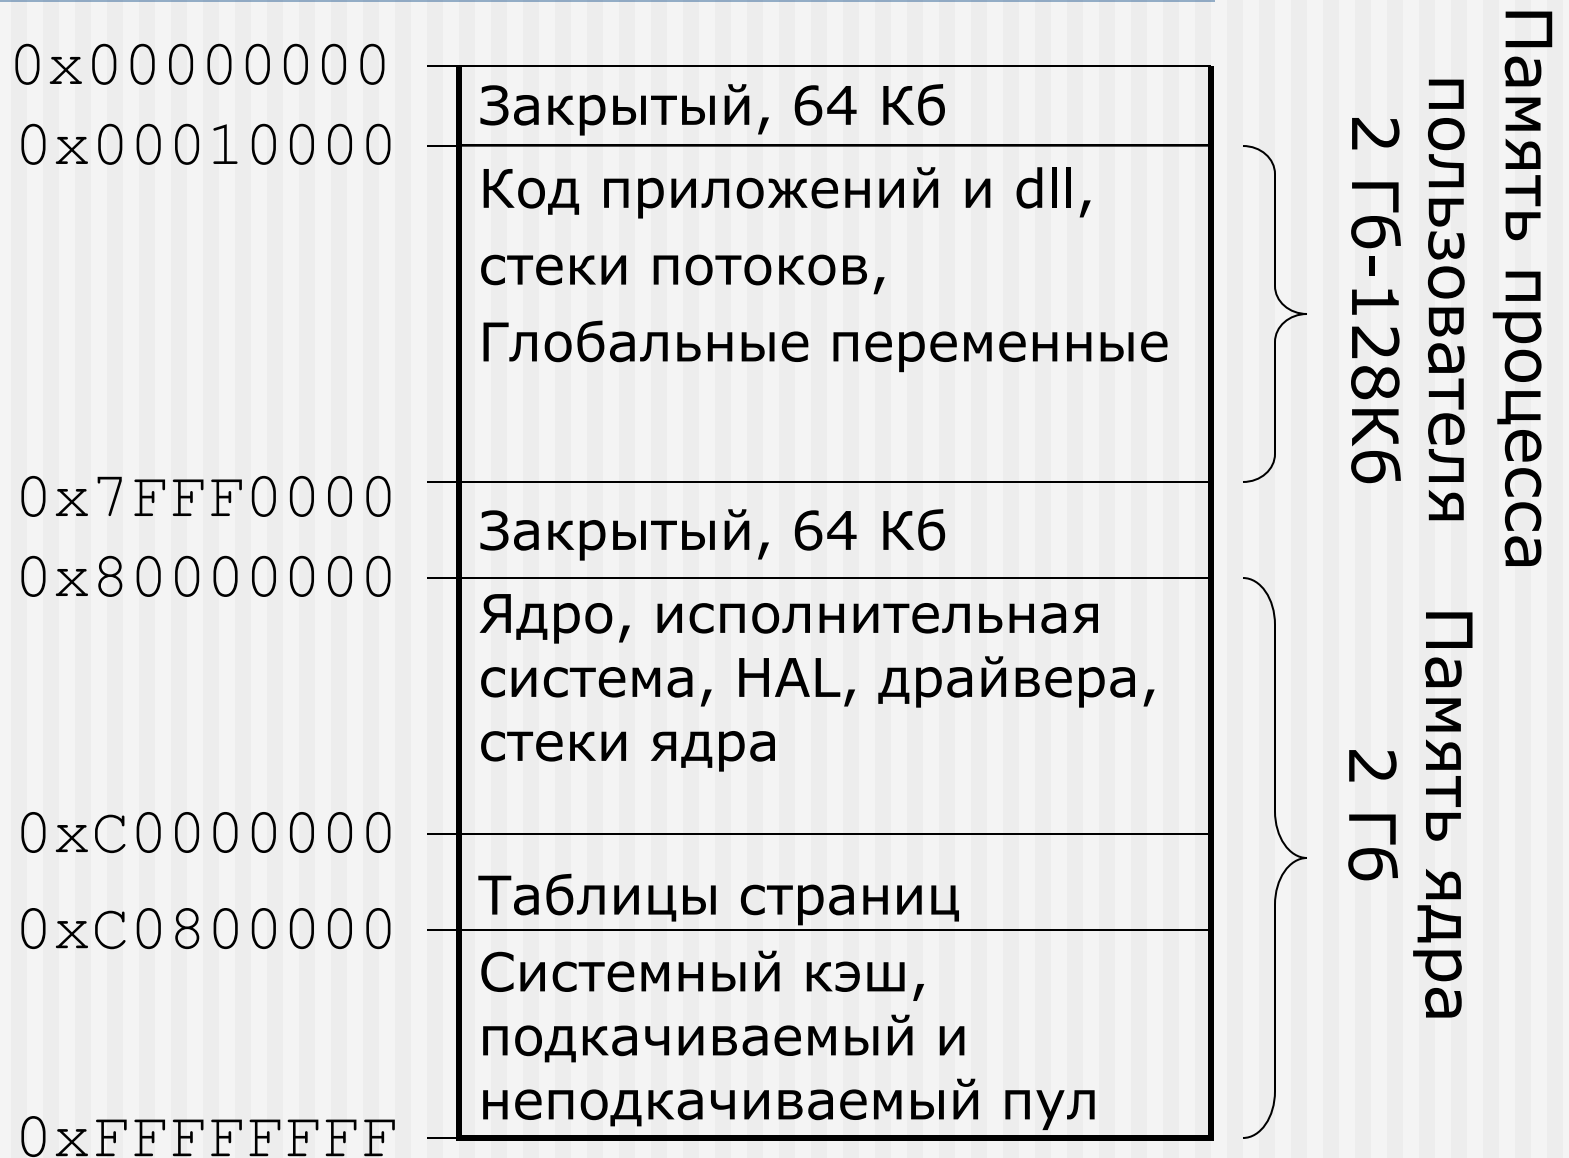 0x00000000
Закрытый, 64 Кб
0x00010000
Код приложений и dll,
стеки потоков,
Глобальные переменные
0x7FFF0000
Закрытый, 64 Кб
0x80000000
Ядро, исполнительная
система, HAL, драйвера,
стеки ядра
0xC0000000
Таблицы страниц
0xC0800000
Системный кэш,
подкачиваемый и
неподкачиваемый пул
0xFFFFFFFF
Память процесса
пользователя
2 Гб-128Кб
Память ядра
2 Гб